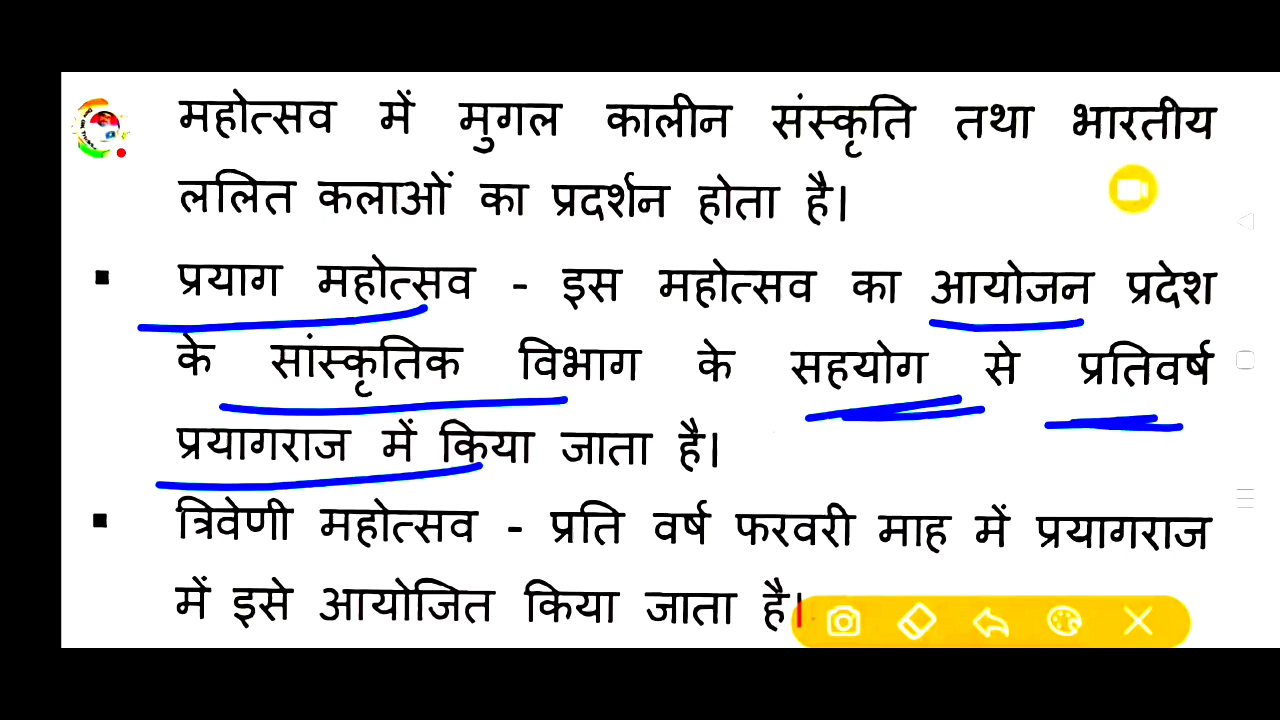 महोत्सव में मुगल कालीन संस्कृति तथा भारतीय
ललित कलाओं का प्रदर्शन होता है।
▪ प्रयाग महोत्सव - इस महोत्सव का आयोजन प्रदेश
के सांस्कृतिक विभाग के सहयोग से प्रतिवर्ष
प्रयागराज में किया जाता है।
▪ त्रिवेणी महोत्सव - प्रति वर्ष फरवरी माह में प्रयागराज
में इसे आयोजित किया जाता है।